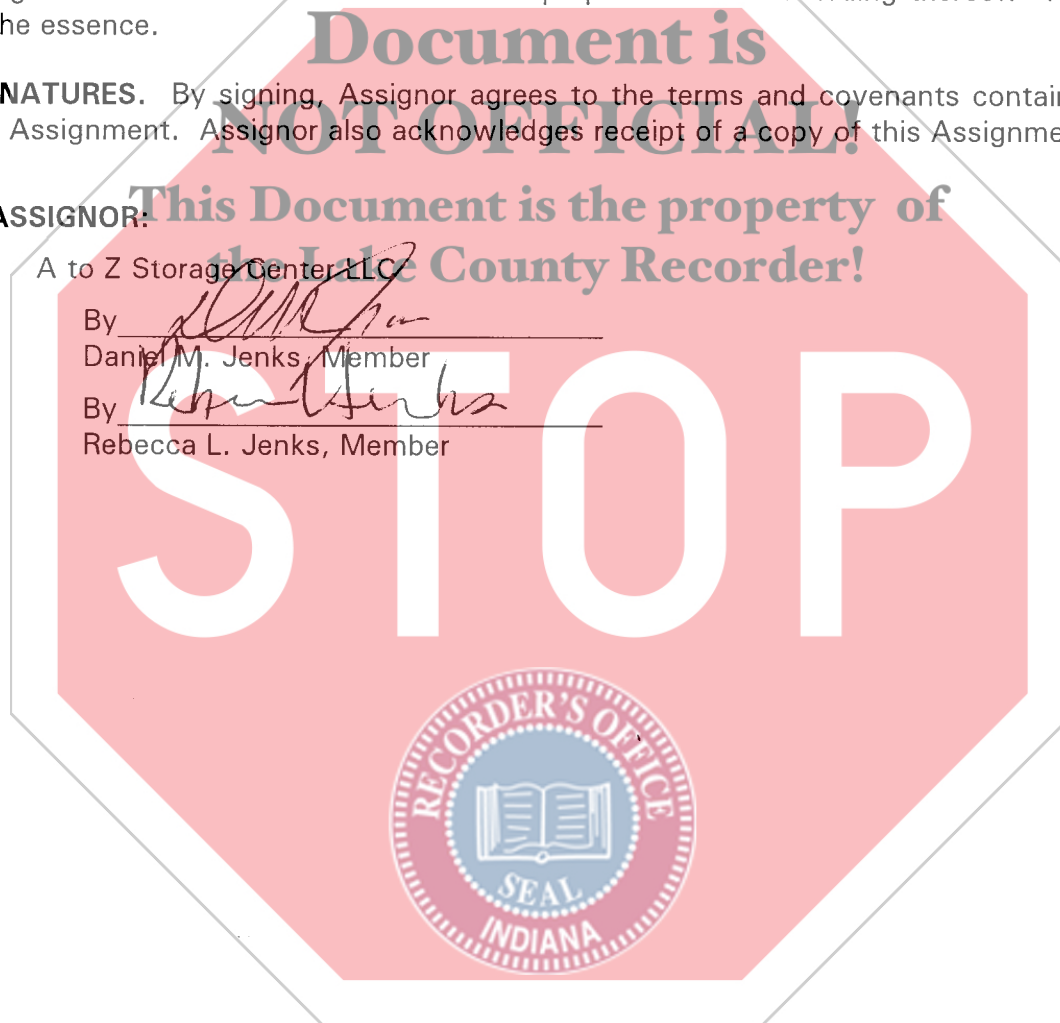 he essence.
Document is
NATURES. By signing, Assignor agrees to the terms and covenants contai
Assignment. Assignor also acknowledges receipt of a copy of this Assignme
NOT OFFICIAL!
ASSIGNOR:
This Document is the property of
A to Z Storage Center LLC
the Lake County Recorder!
By
Daniel M. Jenks, Member
By Rebecca L Jenks
Rebecca L. Jenks, Member
STOP
RECORDER'S OFFICE
SEAL
INDIANA